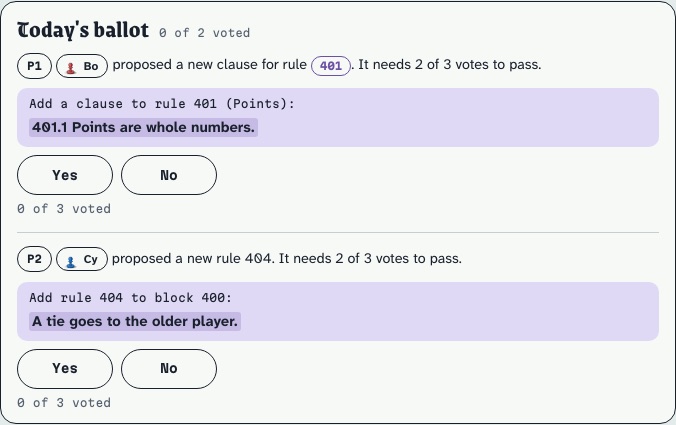 Today's ballot 0 of 2 voted
P1 Bo proposed a new clause for rule 401. It needs 2 of 3 votes to pass.
Add a clause to rule 401 (Points):
401.1 Points are whole numbers.
Yes No
0 of 3 voted
P2 Cy proposed a new rule 404. It needs 2 of 3 votes to pass.
Add rule 404 to block 400:
A tie goes to the older player.
Yes No
0 of 3 voted